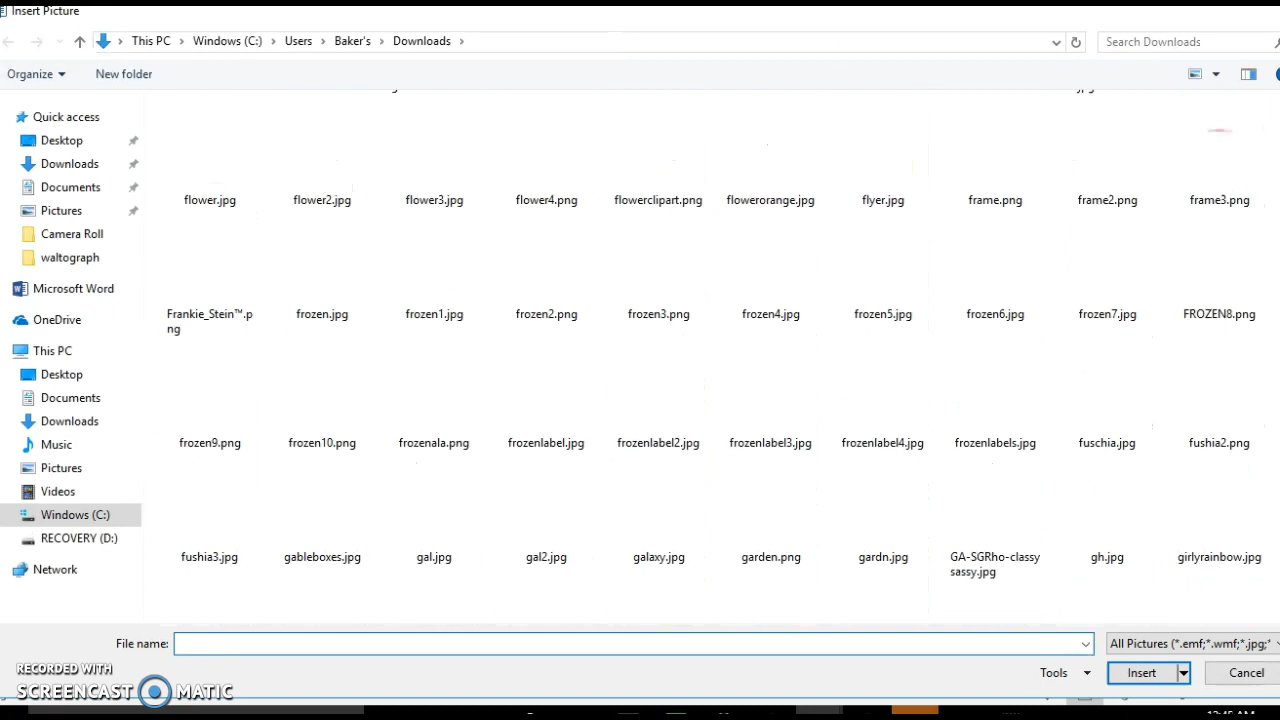 Insert Picture
This PC > Windows (C:) > Users > Baker's > Downloads >
Search Downloads
Organize
New folder
Quick access
Desktop
Downloads
Documents
Pictures
Camera Roll
waltograph
Microsoft Word
OneDrive
This PC
Desktop
Documents
Downloads
Music
Pictures
Videos
Windows (C:)
RECOVERY (D:)
Network
flower.jpg flower2.jpg flower3.jpg flower4.png flowerclipart.png flowerorange.jpg flyer.jpg frame.png frame2.png frame3.png
Frankie_Stein™.p
ng
frozen.jpg frozen1.jpg frozen2.png frozen3.png frozen4.jpg frozen5.jpg frozen6.jpg frozen7.jpg FROZEN8.png
frozen9.png frozen10.png frozenala.png frozenlabel.jpg frozenlabel2.jpg frozenlabel3.jpg frozenlabel4.jpg frozenlabels.jpg fuschia.jpg fushia2.png
fushia3.jpg gableboxes.jpg gal.jpg gal2.jpg galaxy.jpg garden.png gardn.jpg GA-SGRho-classy
sassy.jpg
gh.jpg girlyrainbow.jpg
File name:
All Pictures (*.emf;*.wmf;*.jpg;*
Tools
Insert
Cancel
RECORDED WITH
SCREENCAST MATIC